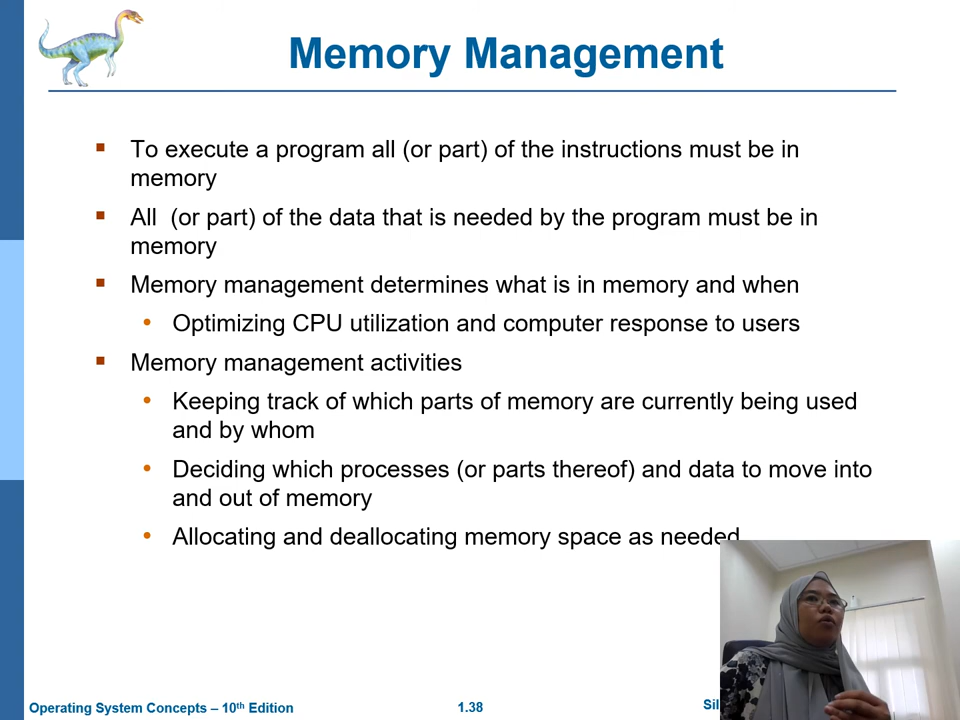 Memory Management
To execute a program all (or part) of the instructions must be in
memory
All (or part) of the data that is needed by the program must be in
memory
Memory management determines what is in memory and when
Optimizing CPU utilization and computer response to users
Memory management activities
Keeping track of which parts of memory are currently being used
and by whom
Deciding which processes (or parts thereof) and data to move into
and out of memory
Allocating and deallocating memory space as needed
Operating System Concepts – 10th Edition
1.38